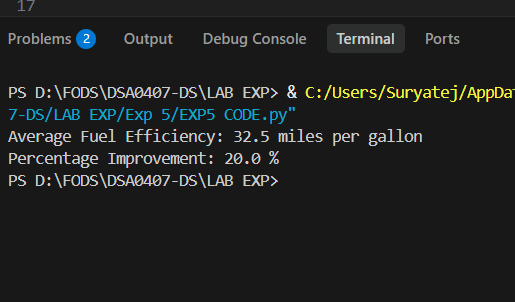 17
Problems 2 Output Debug Console Terminal Ports
PS D:\FODS\DSA0407-DS\LAB EXP> & C:/Users/Suryatej/AppDat
7-DS/LAB EXP/Exp 5/EXP5 CODE.py"
Average Fuel Efficiency: 32.5 miles per gallon
Percentage Improvement: 20.0 %
PS D:\FODS\DSA0407-DS\LAB EXP>